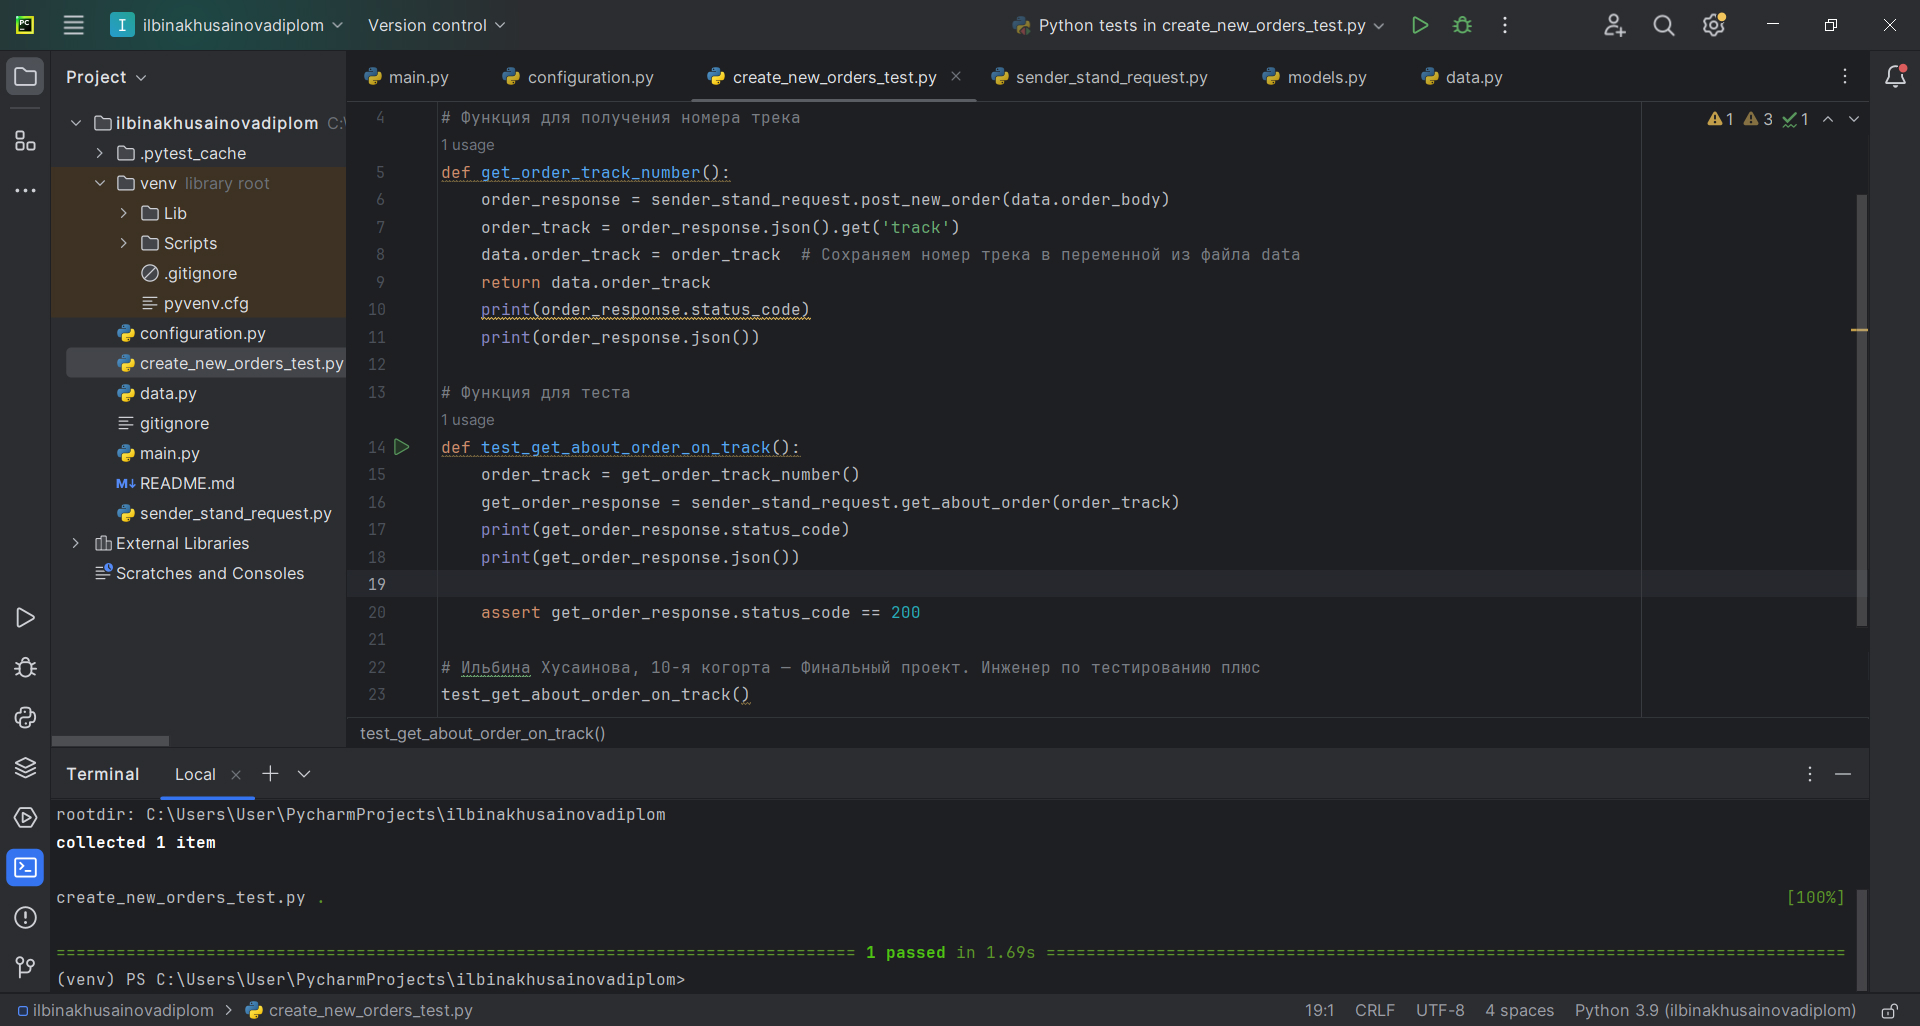 PC
I ilbinakhusainovadiplom Version control Python tests in create_new_orders_test.py
Project
main.py configuration.py create_new_orders_test.py sender_stand_request.py models.py data.py
ilbinakhusainovadiplom C:\
.pytest_cache
venv library root
Lib
Scripts
.gitignore
pyvenv.cfg
configuration.py
create_new_orders_test.py
data.py
gitignore
main.py
README.md
sender_stand_request.py
External Libraries
Scratches and Consoles
1 3 1
4 # Функция для получения номера трека
1 usage
5 def get_order_track_number():
6 order_response = sender_stand_request.post_new_order(data.order_body)
7 order_track = order_response.json().get('track')
8 data.order_track = order_track # Сохраняем номер трека в переменной из файла data
9 return data.order_track
10 print(order_response.status_code)
11 print(order_response.json())
12
13 # Функция для теста
1 usage
14 def test_get_about_order_on_track():
15 order_track = get_order_track_number()
16 get_order_response = sender_stand_request.get_about_order(order_track)
17 print(get_order_response.status_code)
18 print(get_order_response.json())
19
20 assert get_order_response.status_code == 200
21
22 # Ильбина Хусаинова, 10-я когорта — Финальный проект. Инженер по тестированию плюс
23 test_get_about_order_on_track()
test_get_about_order_on_track()
Terminal Local
rootdir: C:\Users\User\PycharmProjects\ilbinakhusainovadiplom
collected 1 item
create_new_orders_test.py . [100%]
================================================================================ 1 passed in 1.69s ================================================================================
(venv) PS C:\Users\User\PycharmProjects\ilbinakhusainovadiplom>
ilbinakhusainovadiplom > create_new_orders_test.py 19:1 CRLF UTF-8 4 spaces Python 3.9 (ilbinakhusainovadiplom)